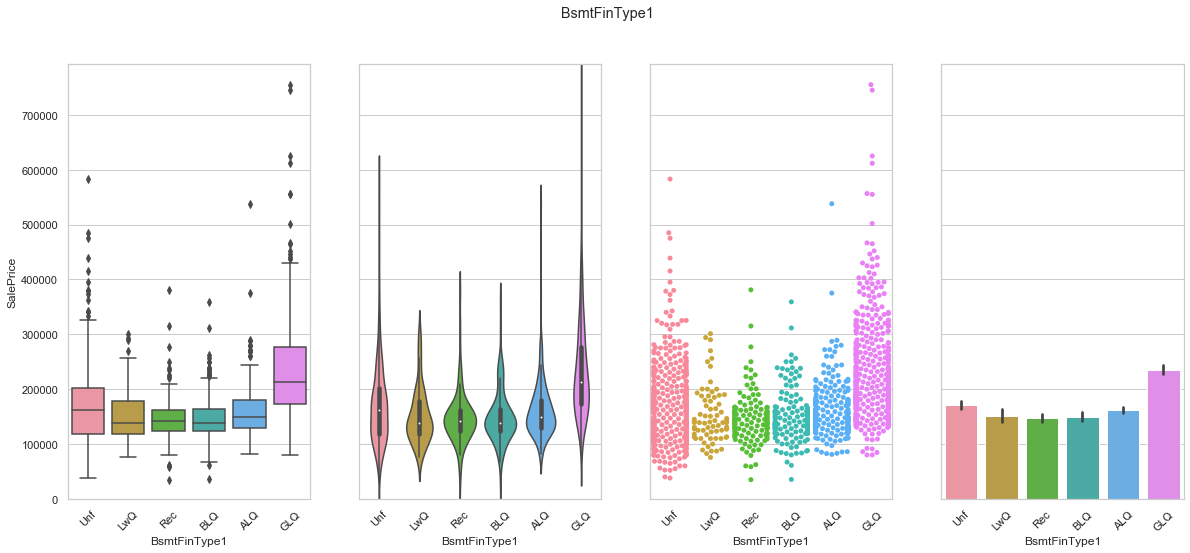 BsmtFinType1
SalePrice
700000
600000
500000
400000
300000
200000
100000
0
Unf LwQ Rec BLQ ALQ GLQ
BsmtFinType1
Unf LwQ Rec BLQ ALQ GLQ
BsmtFinType1
Unf LwQ Rec BLQ ALQ GLQ
BsmtFinType1
Unf LwQ Rec BLQ ALQ GLQ
BsmtFinType1